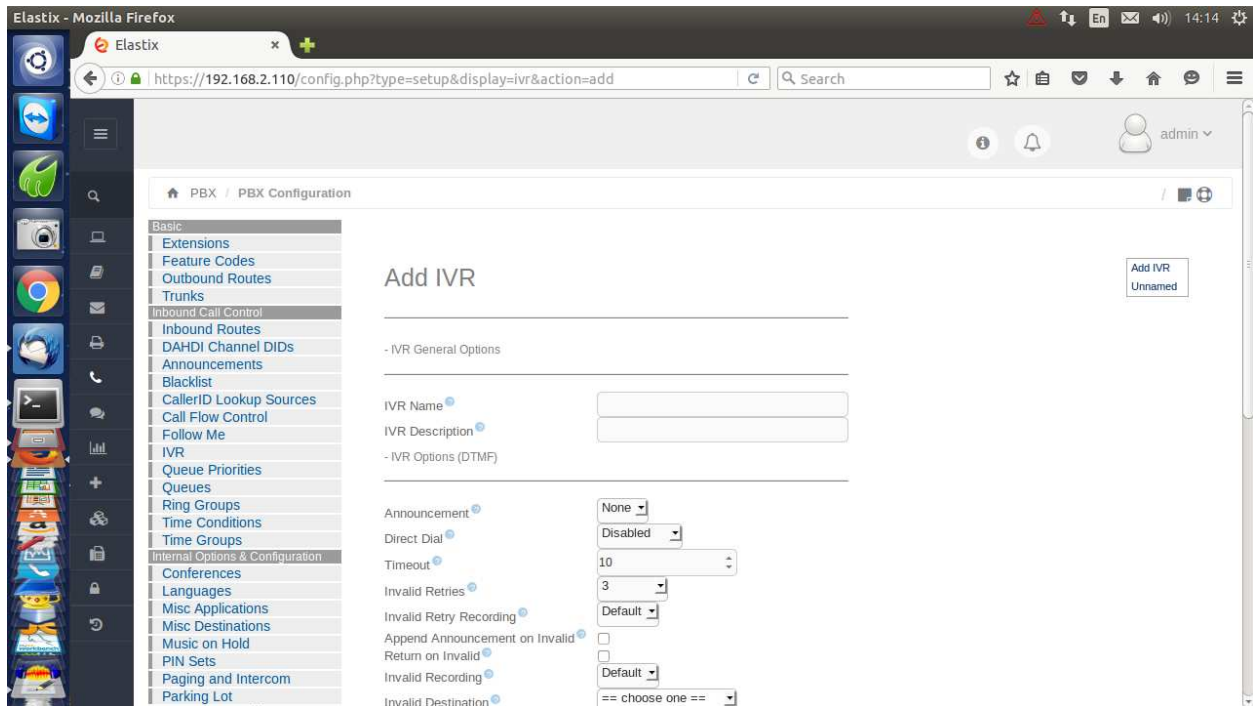 Elastix - Mozilla Firefox
En 14:14
Elastix
https://192.168.2.110/config.php?type=setup&display=ivr&action=add
Search
admin
PBX / PBX Configuration /
Basic
Extensions
Feature Codes
Outbound Routes
Trunks
Inbound Call Control
Inbound Routes
DAHDI Channel DIDs
Announcements
Blacklist
CallerID Lookup Sources
Call Flow Control
Follow Me
IVR
Queue Priorities
Queues
Ring Groups
Time Conditions
Time Groups
Internal Options & Configuration
Conferences
Languages
Misc Applications
Misc Destinations
Music on Hold
PIN Sets
Paging and Intercom
Parking Lot
Add IVR
- IVR General Options
IVR Name
IVR Description
- IVR Options (DTMF)
Announcement None
Direct Dial Disabled
Timeout 10
Invalid Retries 3
Invalid Retry Recording Default
Append Announcement on Invalid
Return on Invalid
Invalid Recording Default
Invalid Destination == choose one ==
Add IVR
Unnamed